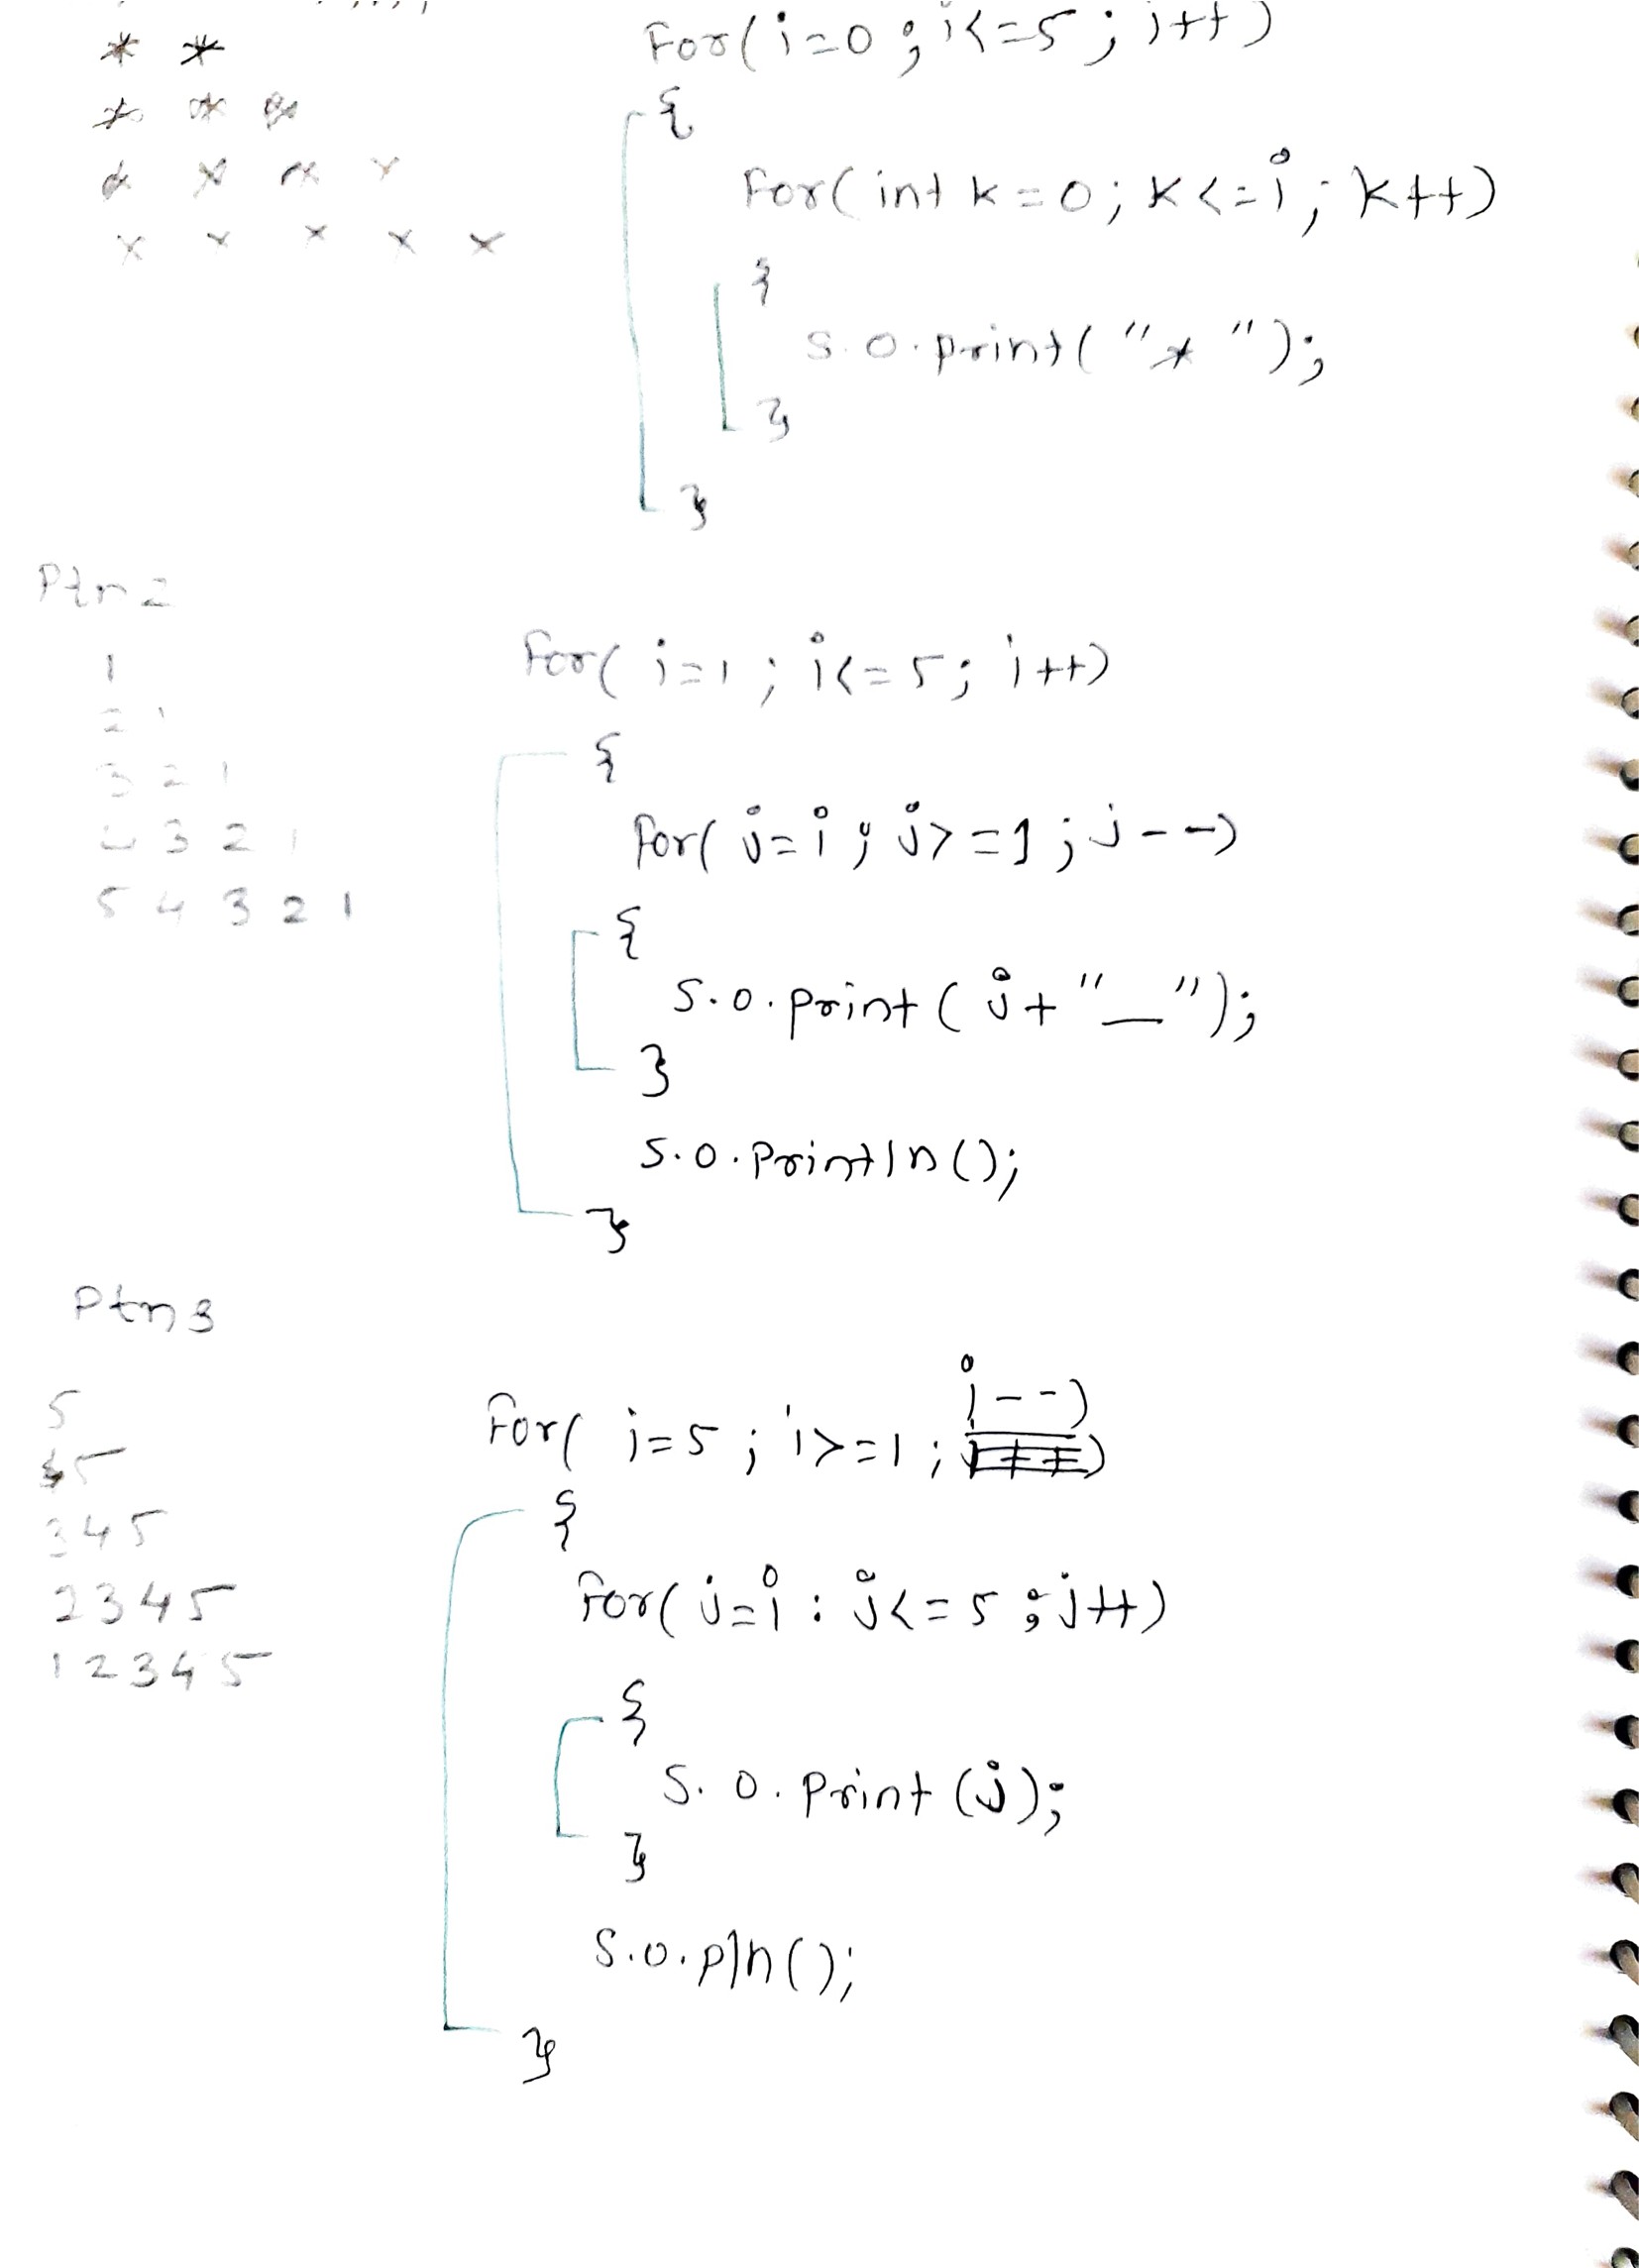 * *
* * *
* * * *
* * * * *
For(i=0;i<=5;i++)
{
For(int k=0;k<=i;k++)
{
S.O.print("* ");
}
}
Ptn 2
1
2 1
3 2 1
4 3 2 1
5 4 3 2 1
For(i=1;i<=5;i++)
{
for(j=i;j>=1;j--)
{
S.O.print(j+"_");
}
S.O.println();
}
Ptn 3
5
45
345
2345
12345
For(i=5;i>=1;i--)
{
For(j=i:j<=5;j++)
{
S.O.print(j);
}
S.O.pln();
}